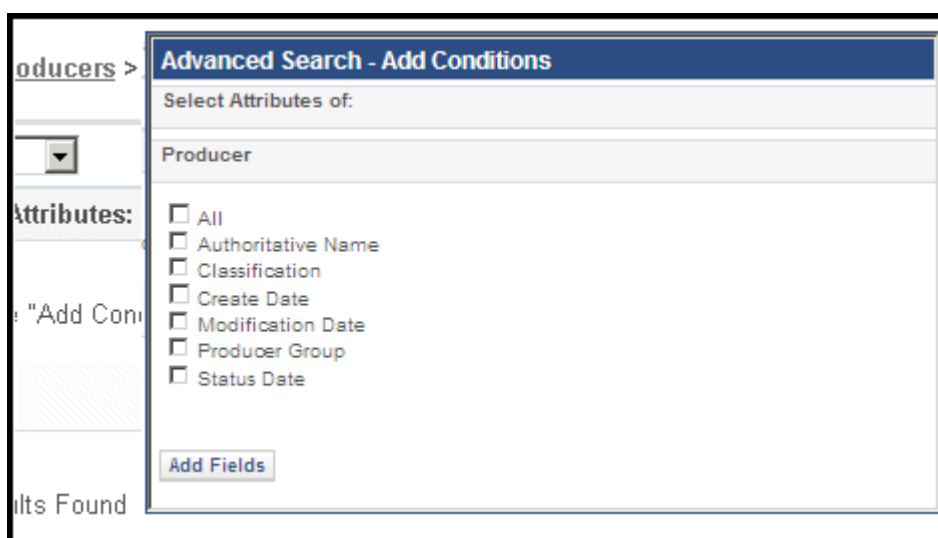 oducers >
Advanced Search - Add Conditions
Select Attributes of:
Producer
Attributes:
All
Authoritative Name
Classification
Create Date
"Add Con
Modification Date
Producer Group
Status Date
Add Fields
ults Found